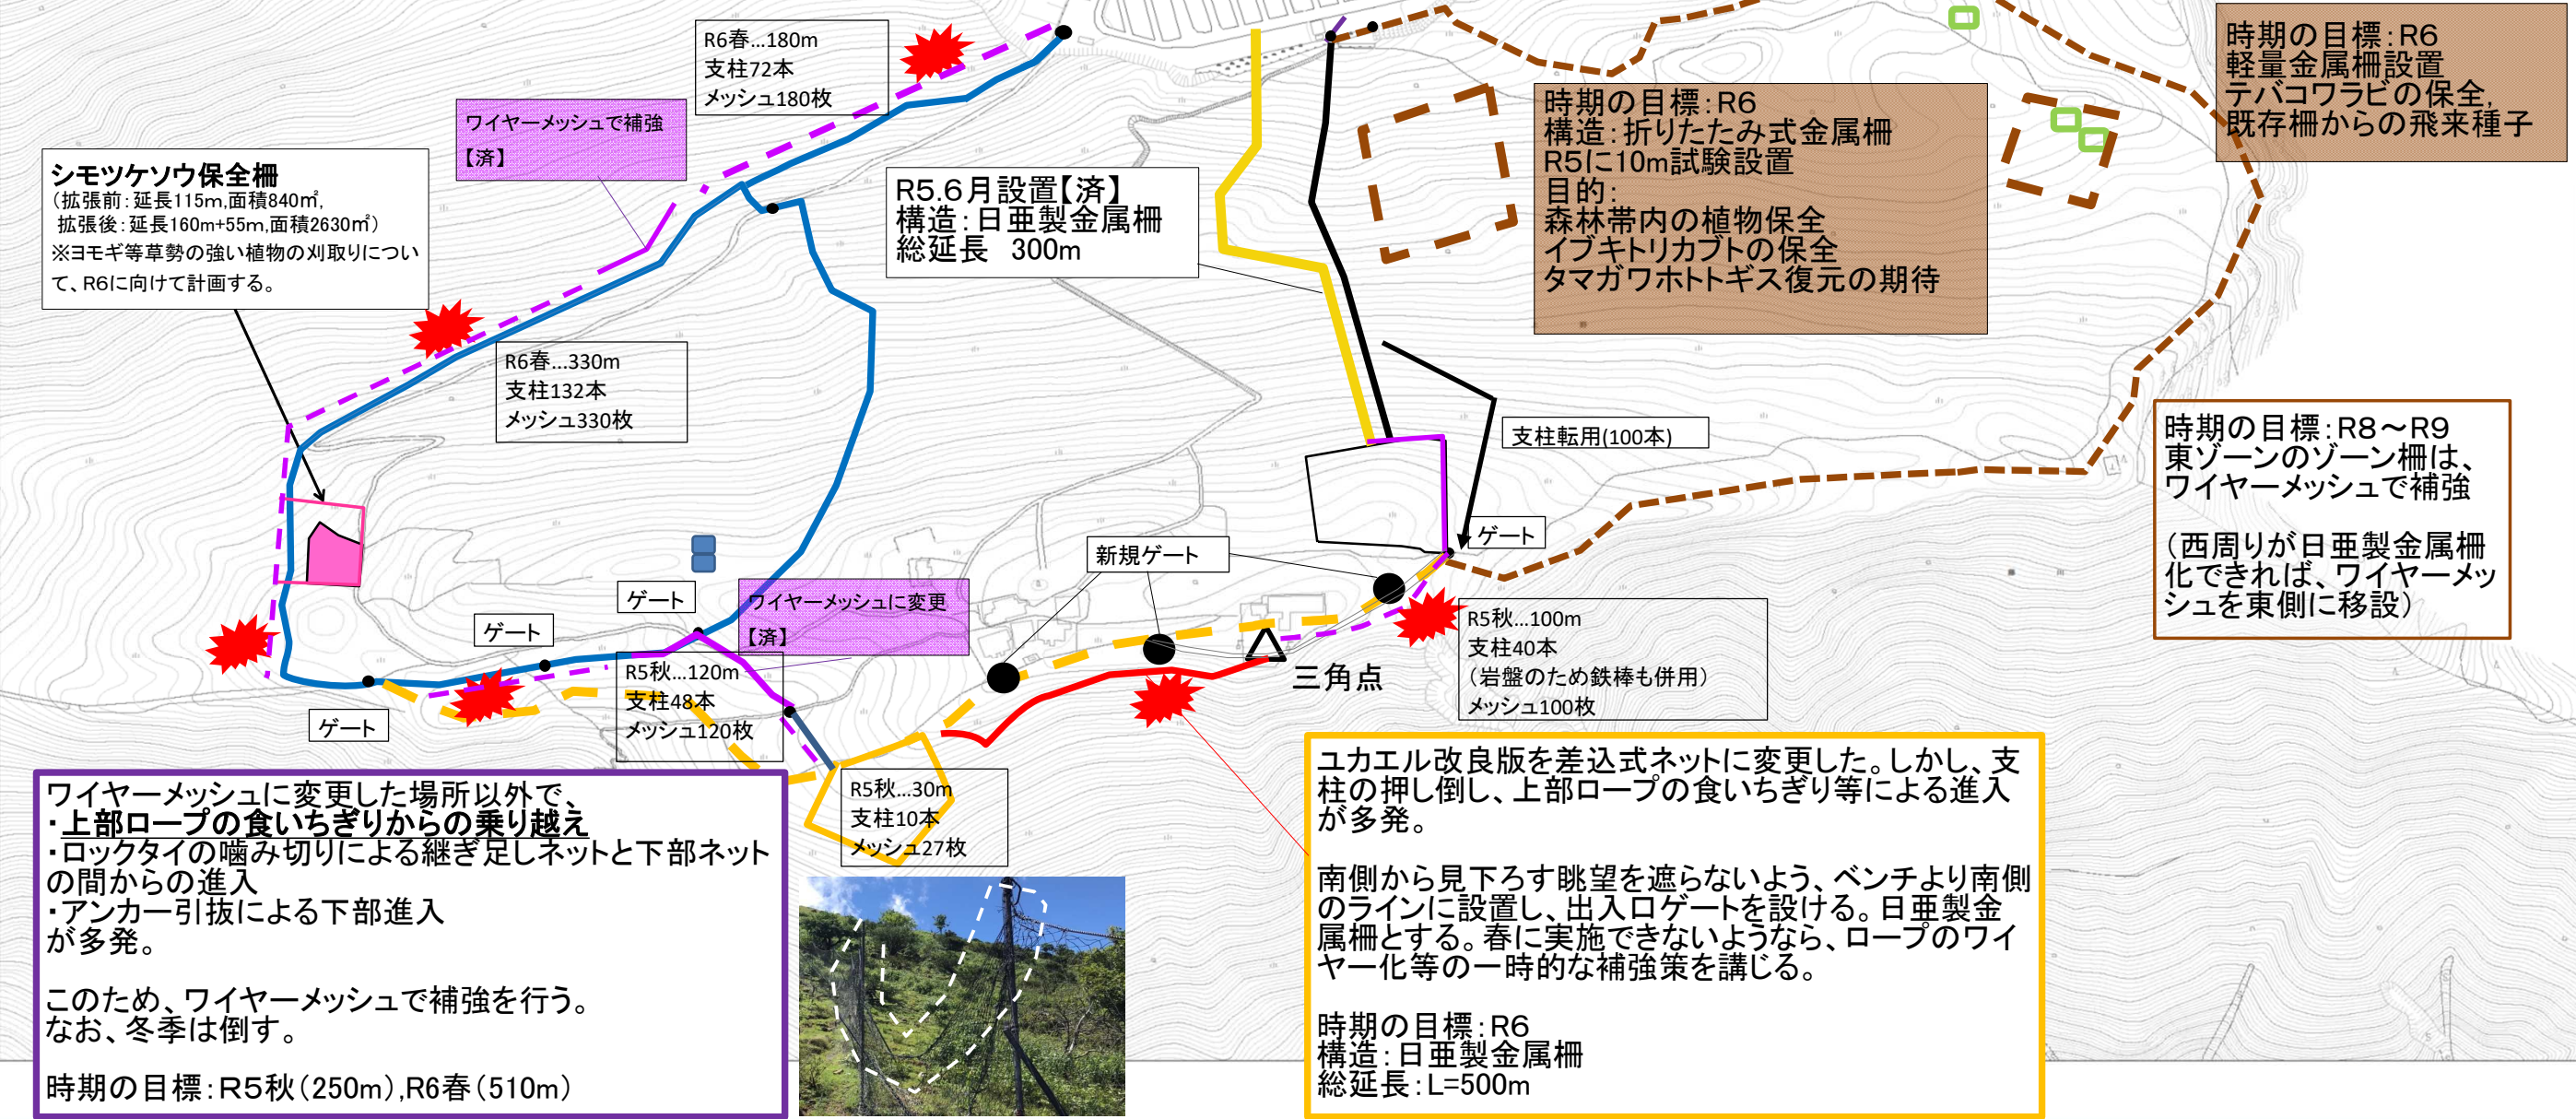 R6春…180m
支柱72本
メッシュ180枚
ワイヤーメッシュで補強
【済】
シモツケソウ保全柵
（拡張前：延長115m,面積840㎡,
拡張後：延長160m+55m,面積2630㎡）
※ヨモギ等草勢の強い植物の刈取りについ
て、R6に向けて計画する。
R6春…330m
支柱132本
メッシュ330枚
R5.6月設置【済】
構造：日亜製金属柵
総延長　300m
時期の目標：R6
構造：折りたたみ式金属柵
R5に10m試験設置
目的：
森林帯内の植物保全
イブキトリカブトの保全
タマガワホトトギス復元の期待
時期の目標：R6
軽量金属柵設置
テバコワラビの保全,
既存柵からの飛来種子
支柱転用(100本)
時期の目標：R8～R9
東ゾーンのゾーン柵は、
ワイヤーメッシュで補強
（西周りが日亜製金属柵
化できれば、ワイヤーメッ
シュを東側に移設）
ゲート
新規ゲート
ゲート
ゲート
ゲート
ワイヤーメッシュに変更
【済】
R5秋…120m
支柱48本
メッシュ120枚
三角点
R5秋…100m
支柱40本
（岩盤のため鉄棒も併用）
メッシュ100枚
R5秋…30m
支柱10本
メッシュ27枚
ワイヤーメッシュに変更した場所以外で、
・上部ロープの食いちぎりからの乗り越え
・ロックタイの噛み切りによる継ぎ足しネットと下部ネット
の間からの進入
・アンカー引抜による下部進入
が多発。
このため、ワイヤーメッシュで補強を行う。
なお、冬季は倒す。
時期の目標：R5秋（250m）,R6春（510m）
ユカエル改良版を差込式ネットに変更した。しかし、支
柱の押し倒し、上部ロープの食いちぎり等による進入
が多発。
南側から見下ろす眺望を遮らないよう、ベンチより南側
のラインに設置し、出入口ゲートを設ける。日亜製金
属柵とする。春に実施できないようなら、ロープのワイ
ヤー化等の一時的な補強策を講じる。
時期の目標：R6
構造：日亜製金属柵
総延長：L=500m